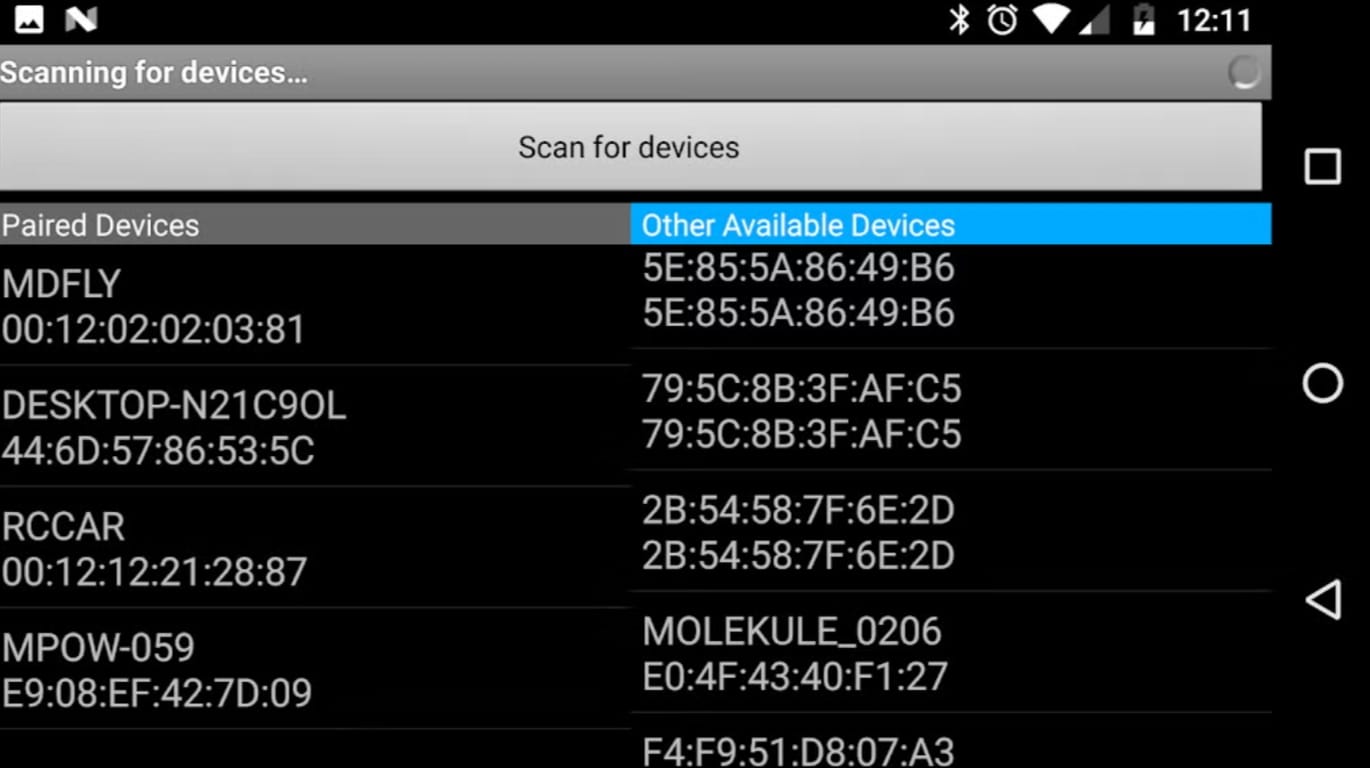 12:11
Scanning for devices...
Scan for devices
Paired Devices
MDFLY
00:12:02:02:03:81
DESKTOP-N21C9OL
44:6D:57:86:53:5C
RCCAR
00:12:12:21:28:87
MPOW-059
E9:08:EF:42:7D:09
Other Available Devices
5E:85:5A:86:49:B6
5E:85:5A:86:49:B6
79:5C:8B:3F:AF:C5
79:5C:8B:3F:AF:C5
2B:54:58:7F:6E:2D
2B:54:58:7F:6E:2D
MOLEKULE_0206
E0:4F:43:40:F1:27
F4:F9:51:D8:07:A3